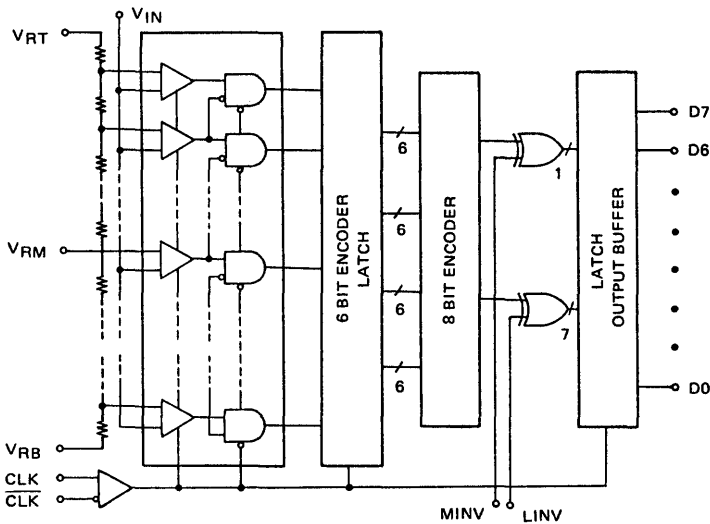 VRT
VIN
VRM
VRB
CLK
CLK
6 BIT ENCODER
LATCH
6
6
6
6
8 BIT ENCODER
1
7
MINV
LINV
LATCH
OUTPUT BUFFER
D7
D6
D0